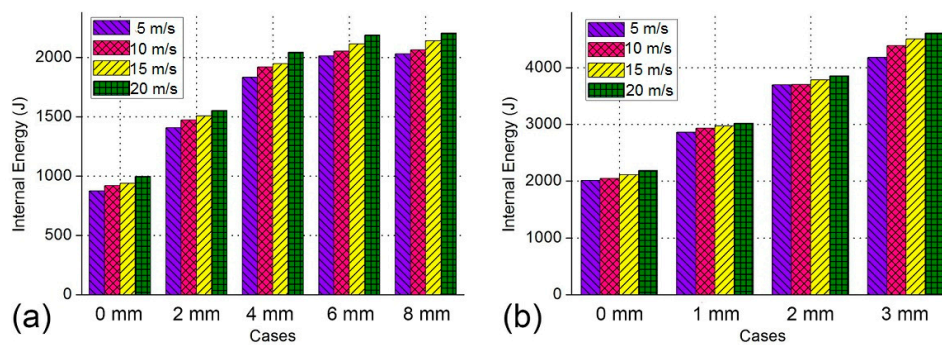 5 m/s
10 m/s
15 m/s
20 m/s
Internal Energy (J)
2000
1500
1000
500
0
0 mm
2 mm
4 mm
6 mm
8 mm
Cases
(a)
5 m/s
10 m/s
15 m/s
20 m/s
Internal Energy (J)
4000
3000
2000
1000
0
0 mm
1 mm
2 mm
3 mm
Cases
(b)